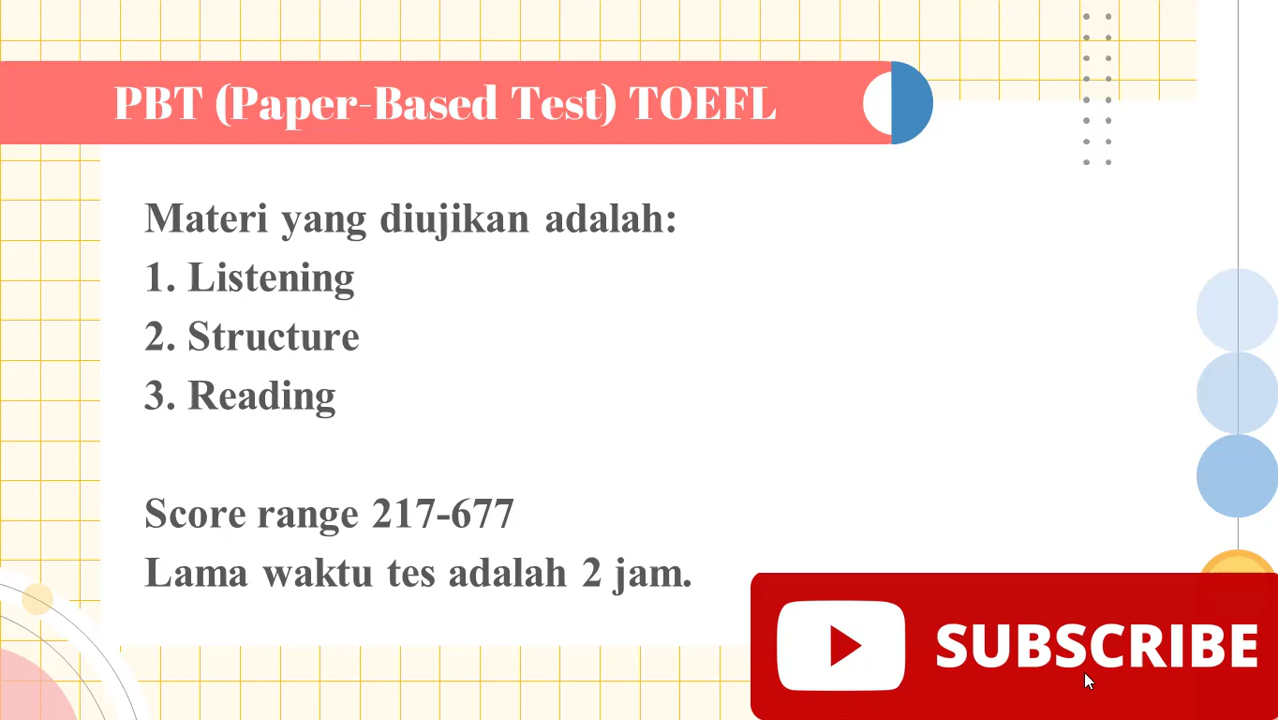 PBT (Paper-Based Test) TOEFL
Materi yang diujikan adalah:
1. Listening
2. Structure
3. Reading
Score range 217-677
Lama waktu tes adalah 2 jam.
SUBSCRIBE